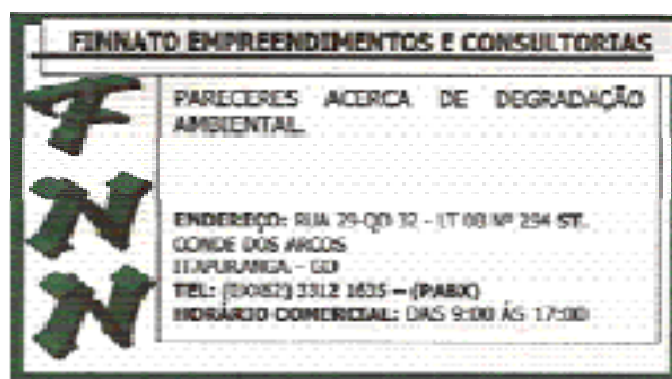 FINNATO EMPREENDIMENTOS E CONSULTORIAS
F
N
N
PARECERES ACERCA DE DEGRADAÇÃO
AMBIENTAL.
ENDEREÇO: RUA 29-QD 32 - LT 08 Nº 294 ST.
CONDE DOS ARCOS
ITAPURANGA - GO
TEL: 3312 1635 – (PABX)
HORÁRIO COMERCIAL: DAS 9:00 ÀS 17:00